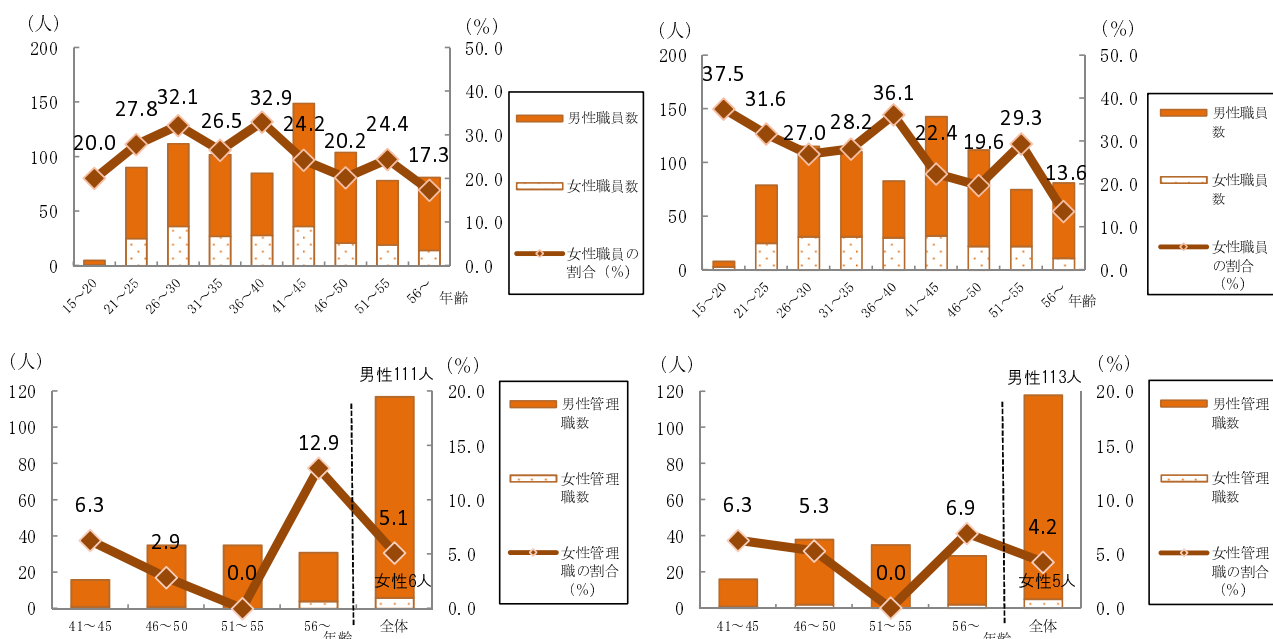 (人)
(%)
200
150
100
50
0
50.0
40.0
30.0
20.0
10.0
0.0
20.0
27.8
32.1
26.5
32.9
24.2
20.2
24.4
17.3
15～20
21～25
26～30
31～35
36～40
41～45
46～50
51～55
56～
年齢
男性職員数
女性職員数
女性職員の
割合（%）
(人)
(%)
200
150
100
50
0
50.0
40.0
30.0
20.0
10.0
0.0
37.5
31.6
27.0
28.2
36.1
22.4
19.6
29.3
13.6
15～20
21～25
26～30
31～35
36～40
41～45
46～50
51～55
56～
年齢
男性職員
数
女性職員
数
女性職員
の割合
（%）
(人)
(%)
120
100
80
60
40
20
0
20.0
15.0
10.0
5.0
0.0
男性111人
6.3
2.9
0.0
12.9
5.1
女性6人
41～45
46～50
51～55
56～
全体
年齢
男性管理
職数
女性管理
職数
女性管理
職の割合
（%）
(人)
(%)
120
100
80
60
40
20
0
20.0
15.0
10.0
5.0
0.0
男性113人
6.3
5.3
0.0
6.9
4.2
女性5人
41～45
46～50
51～55
56～
全体
年齢
男性管理
職数
女性管理
職数
女性管理
職の割合
（%）